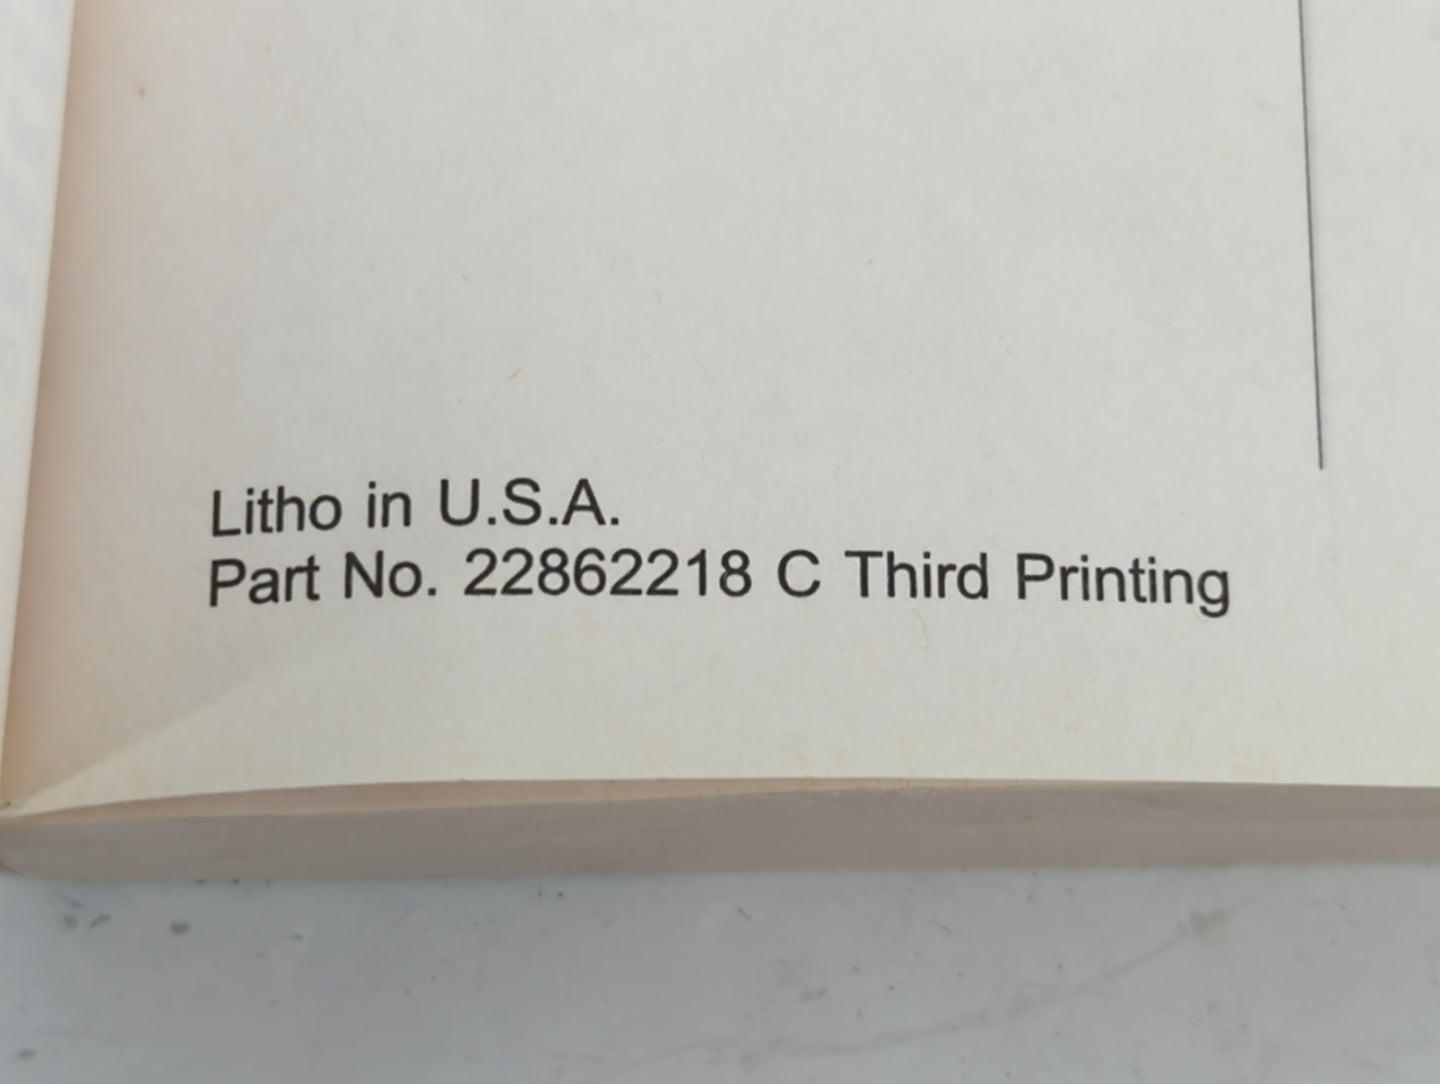 Litho in U.S.A.
Part No. 22862218 C Third Printing